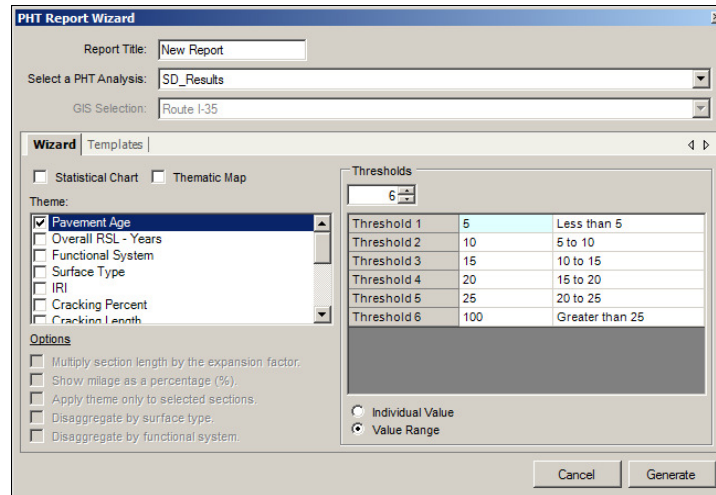 PHT Report Wizard
Report Title: New Report
Select a PHT Analysis: SD_Results
GIS Selection: Route I-35
Wizard Templates
Statistical Chart Thematic Map
Theme:
Pavement Age
Overall RSL - Years
Functional System
Surface Type
IRI
Cracking Percent
Cracking Length
Options
Multiply section length by the expansion factor.
Show milage as a percentage (%).
Apply theme only to selected sections.
Disaggregate by surface type.
Disaggregate by functional system.
Thresholds
6
Threshold 1 5 Less than 5
Threshold 2 10 5 to 10
Threshold 3 15 10 to 15
Threshold 4 20 15 to 20
Threshold 5 25 20 to 25
Threshold 6 100 Greater than 25
Individual Value
Value Range
Cancel Generate